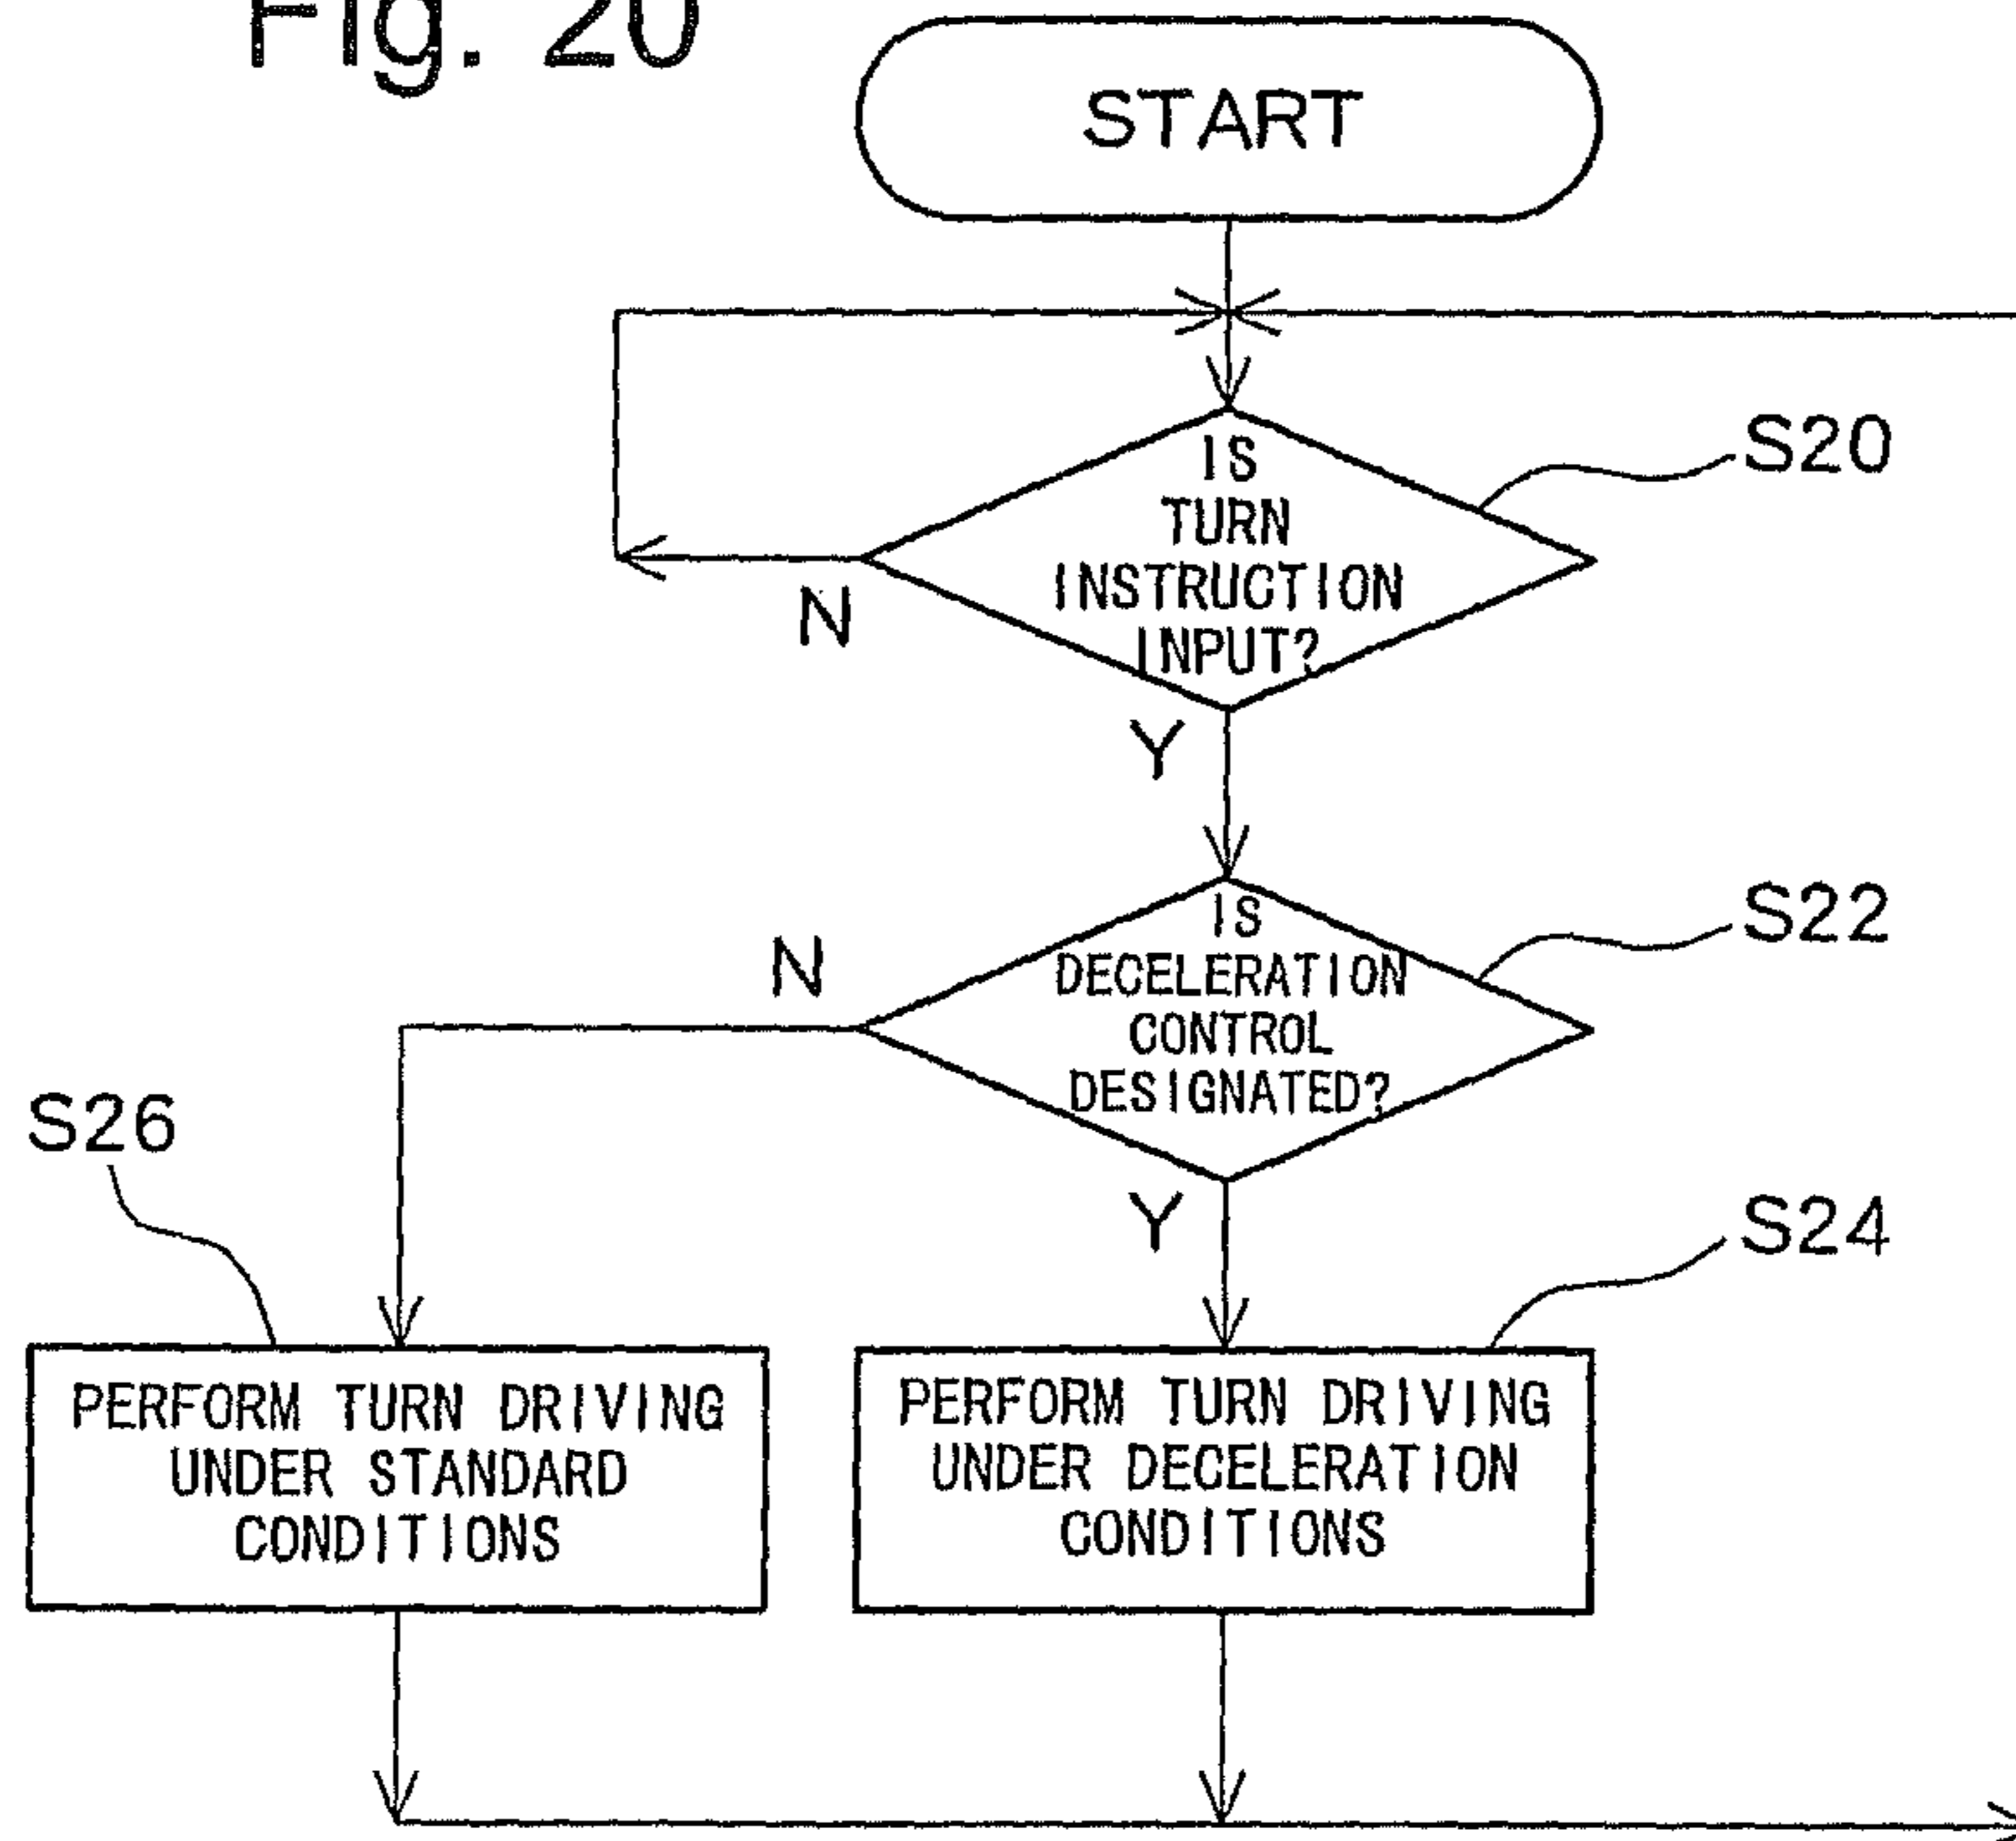 Fig. 20
START
IS
TURN
INSTRUCTION
INPUT?
S20
N
Y
IS
DECELERATION
CONTROL
DESIGNATED?
S22
N
Y
S26
S24
PERFORM TURN DRIVING
UNDER STANDARD
CONDITIONS
PERFORM TURN DRIVING
UNDER DECELERATION
CONDITIONS